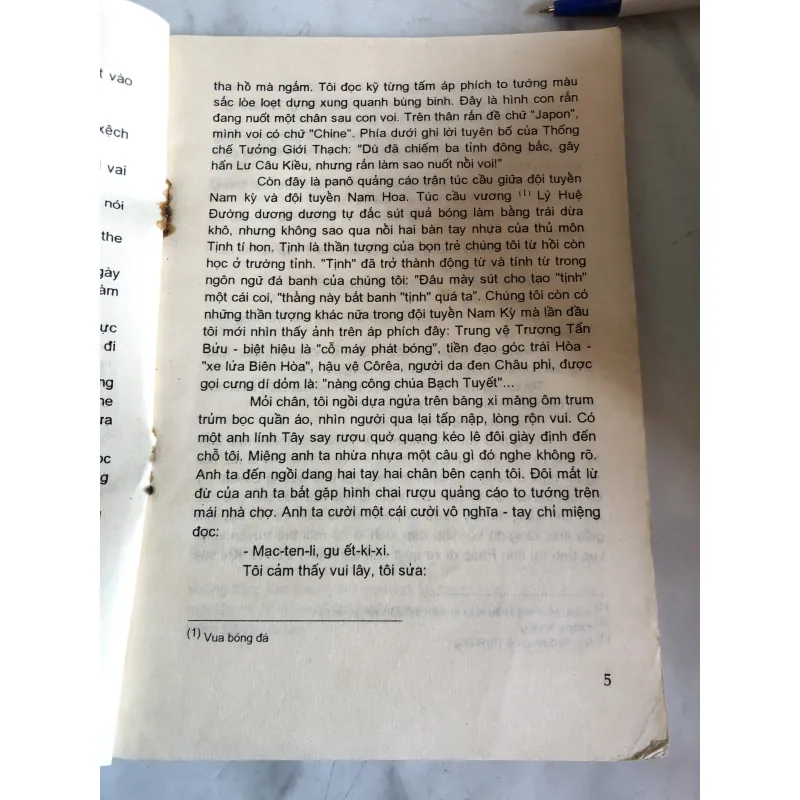 t vào
xệch
vai
nói
the
gày
àm
ực
đi
ng
he
ưa
ọc
g
tha hồ mà ngắm. Tôi đọc kỹ từng tấm áp phích to tướng màu
sắc lòe loẹt dựng xung quanh bùng binh. Đây là hình con rắn
đang nuốt một chân sau con voi. Trên thân rắn đề chữ "Japon",
mình voi có chữ "Chine". Phía dưới ghi lời tuyên bố của Thống
chế Tưởng Giới Thạch: "Dù đã chiếm ba tỉnh đông bắc, gây
hấn Lư Câu Kiều, nhưng rắn làm sao nuốt nỗi voi!"
Còn đây là panô quảng cáo trận túc cầu giữa đội tuyền
Nam kỳ và đội tuyền Nam Hoa. Túc cầu vương (1) Lý Huệ
Đường dương dương tự đắc sút quả bóng làm bằng trái dừa
khô, nhưng không sao qua nồi hai bàn tay nhựa của thủ môn
Tịnh tí hon. Tịnh là thần tượng của bọn trẻ chúng tôi từ hồi còn
học ở trường tỉnh. "Tịnh" đã trở thành động từ và tính từ trong
ngôn ngữ đá banh của chúng tôi: "Đâu mày sút cho tao "tịnh"
một cái coi, "thằng này bắt banh "tịnh" quá ta". Chúng tôi còn có
những thần tượng khác nữa trong đội tuyền Nam Kỳ mà lần đầu
tôi mới nhìn thấy ảnh trên áp phích đây: Trung vệ Trương Tấn
Bửu - biệt hiệu là "cỗ máy phát bóng", tiền đạo góc trái Hòa -
"xe lửa Biên Hòa", hậu vệ Côrêa, người da đen Châu phi, được
gọi cưng dí dỏm là: "nàng công chúa Bạch Tuyết"...
Mỏi chân, tôi ngồi dựa ngửa trên băng xi măng ôm trum
trủm bọc quần áo, nhìn người qua lại tấp nập, lòng rộn vui. Có
một anh lính Tây say rượu quờ quạng kéo lê đôi giày định đến
chỗ tôi. Miệng anh ta nhừa nhựa một câu gì đó nghe không rõ.
Anh ta đến ngồi dang hai tay hai chân bên cạnh tôi. Đôi mắt lừ
đừ của anh ta bắt gặp hình chai rượu quảng cáo to tướng trên
mái nhà chợ. Anh ta cười một cái cười vô nghĩa - tay chỉ miệng
đọc:
- Mạc-ten-li, gu ết-ki-xi.
Tôi cảm thấy vui lây, tôi sửa:
(1) Vua bóng đá
5